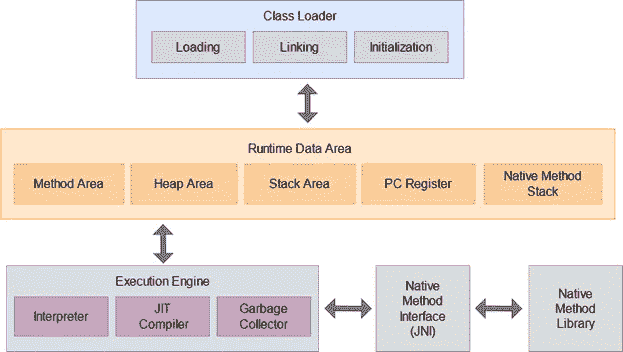 Class Loader
Loading
Linking
Initialization
Runtime Data Area
Method Area
Heap Area
Stack Area
PC Register
Native Method
Stack
Execution Engine
Interpreter
JIT
Compiler
Garbage
Collector
Native
Method
Interface
(JNI)
Native
Method
Library